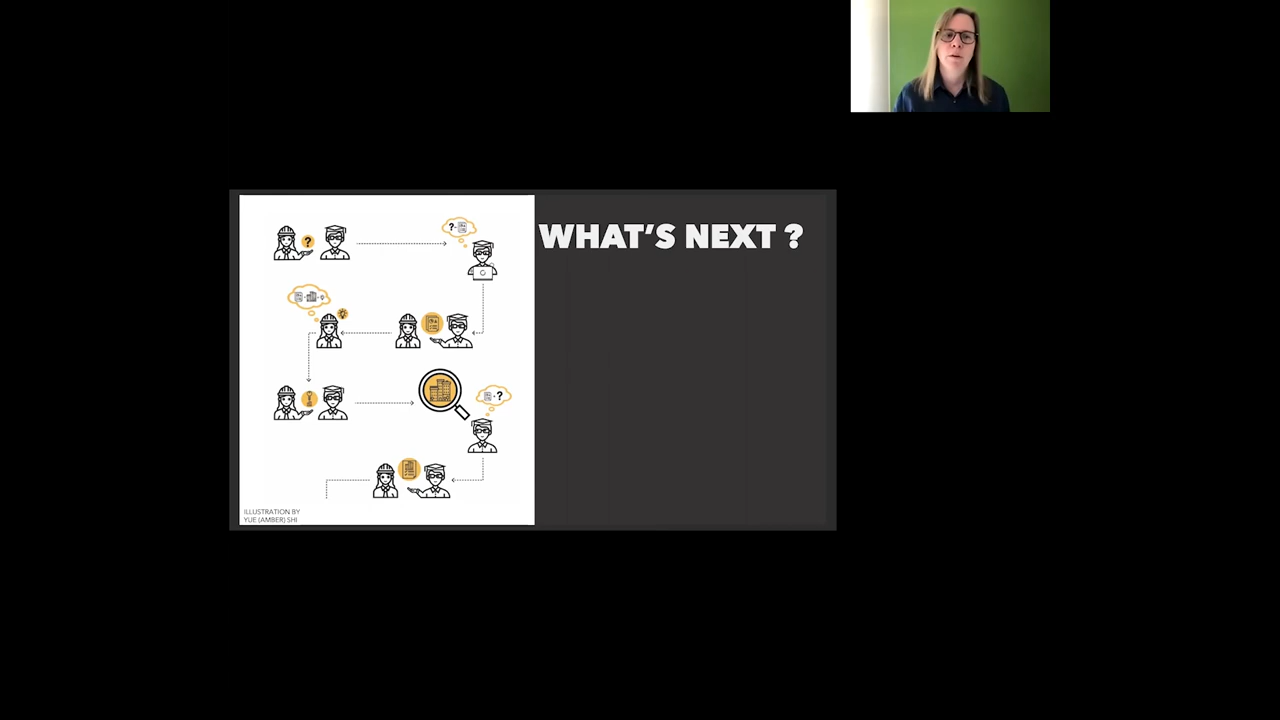 WHAT'S NEXT ?
?
?
?
ILLUSTRATION BY
YUE (AMBER) SHI